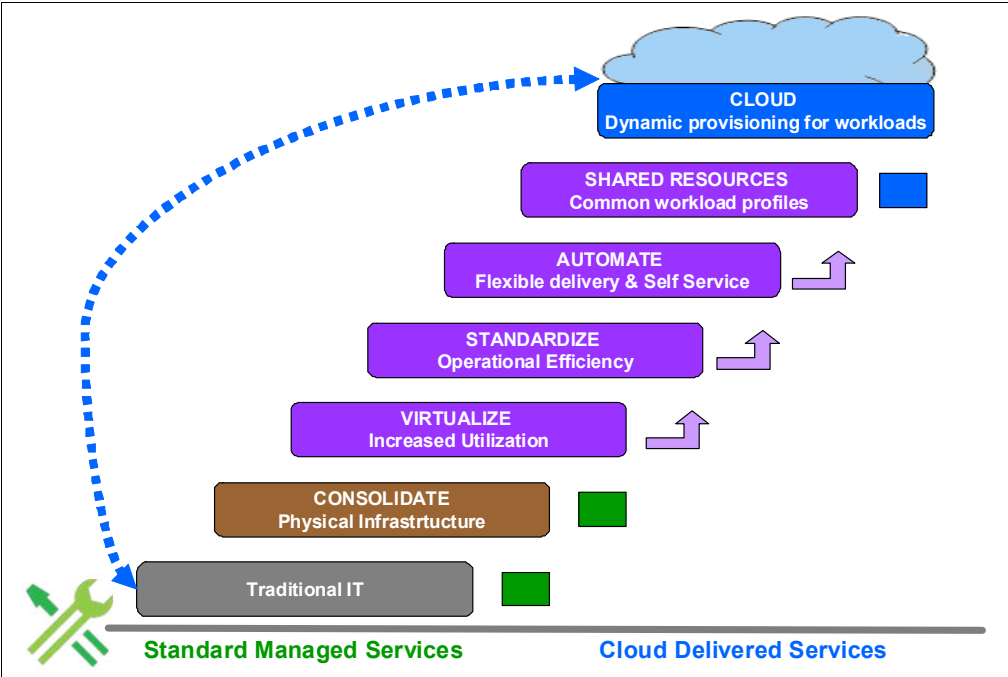 CLOUD
Dynamic provisioning for workloads
SHARED RESOURCES
Common workload profiles
AUTOMATE
Flexible delivery & Self Service
STANDARDIZE
Operational Efficiency
VIRTUALIZE
Increased Utilization
CONSOLIDATE
Physical Infrastrtucture
Traditional IT
Standard Managed Services
Cloud Delivered Services